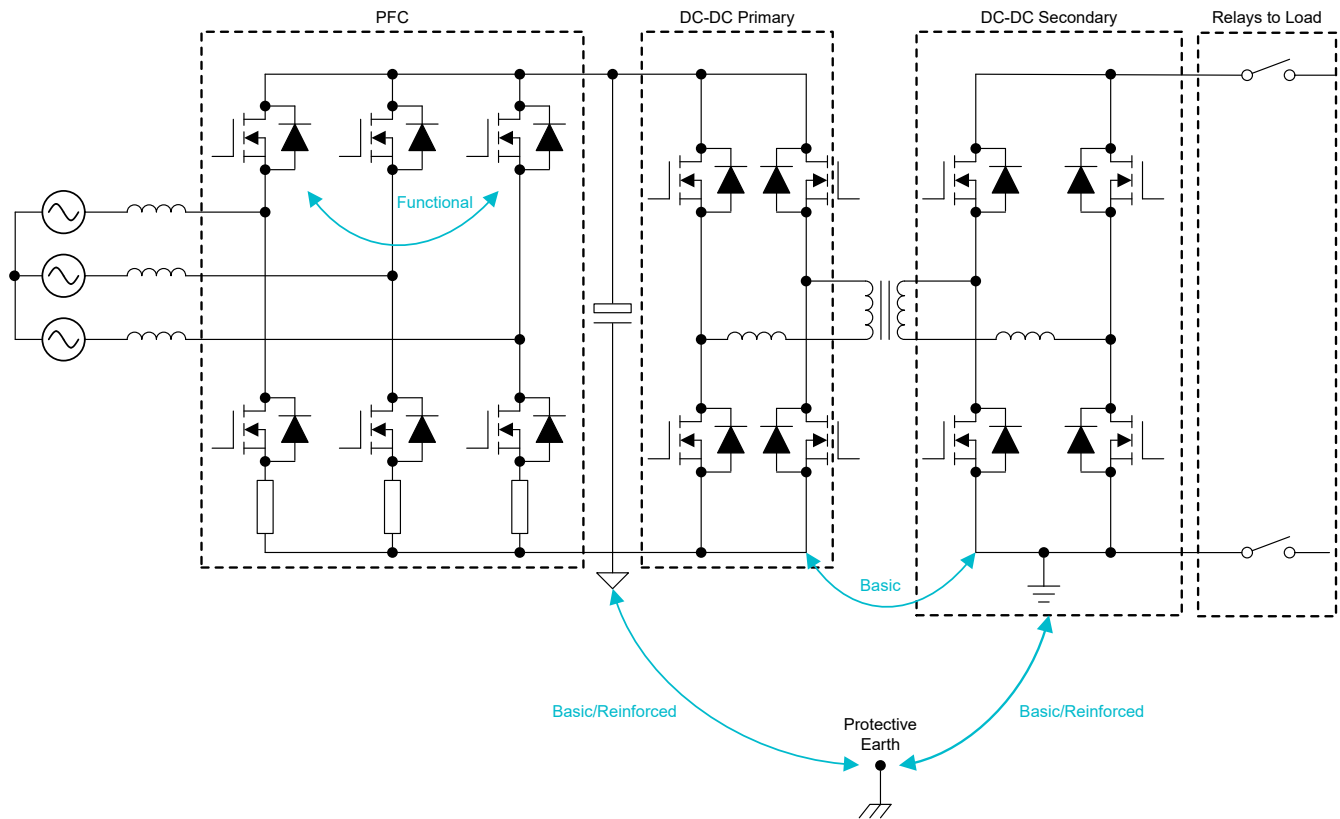 PFC
DC-DC Primary
DC-DC Secondary
Relays to Load
Functional
Basic
Basic/Reinforced
Basic/Reinforced
Protective
Earth